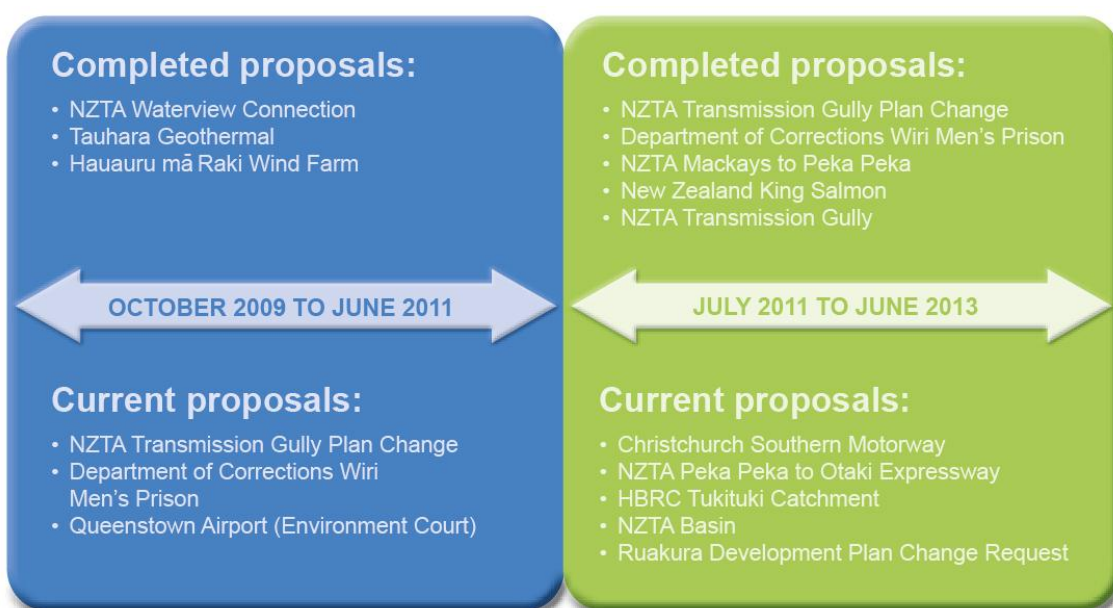 Completed proposals:
• NZTA Waterview Connection
• Tauhara Geothermal
• Hauauru mā Raki Wind Farm
OCTOBER 2009 TO JUNE 2011
Current proposals:
• NZTA Transmission Gully Plan Change
• Department of Corrections Wiri
Men's Prison
• Queenstown Airport (Environment Court)
Completed proposals:
• NZTA Transmission Gully Plan Change
• Department of Corrections Wiri Men's Prison
• NZTA Mackays to Peka Peka
• New Zealand King Salmon
• NZTA Transmission Gully
JULY 2011 TO JUNE 2013
Current proposals:
• Christchurch Southern Motorway
• NZTA Peka Peka to Otaki Expressway
• HBRC Tukituki Catchment
• NZTA Basin
• Ruakura Development Plan Change Request